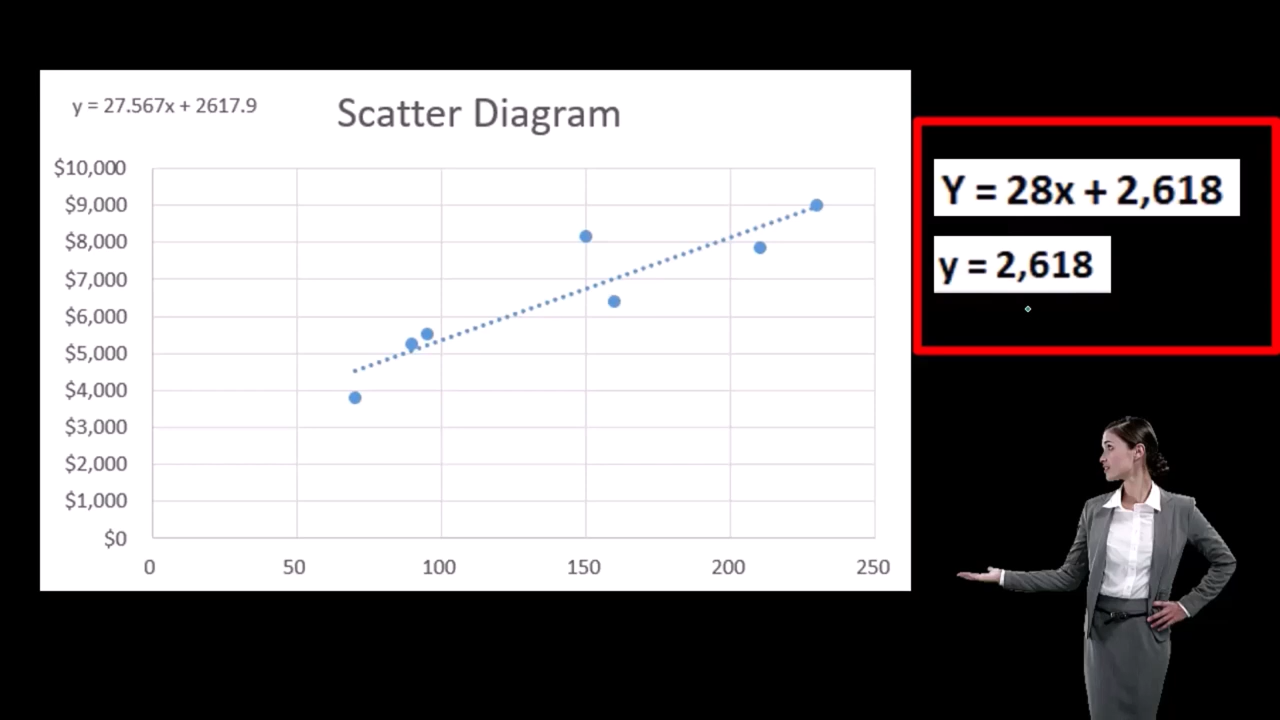 y = 27.567x + 2617.9
Scatter Diagram
$10,000
$9,000
$8,000
$7,000
$6,000
$5,000
$4,000
$3,000
$2,000
$1,000
$0
0 50 100 150 200 250
Y = 28x + 2,618
y = 2,618